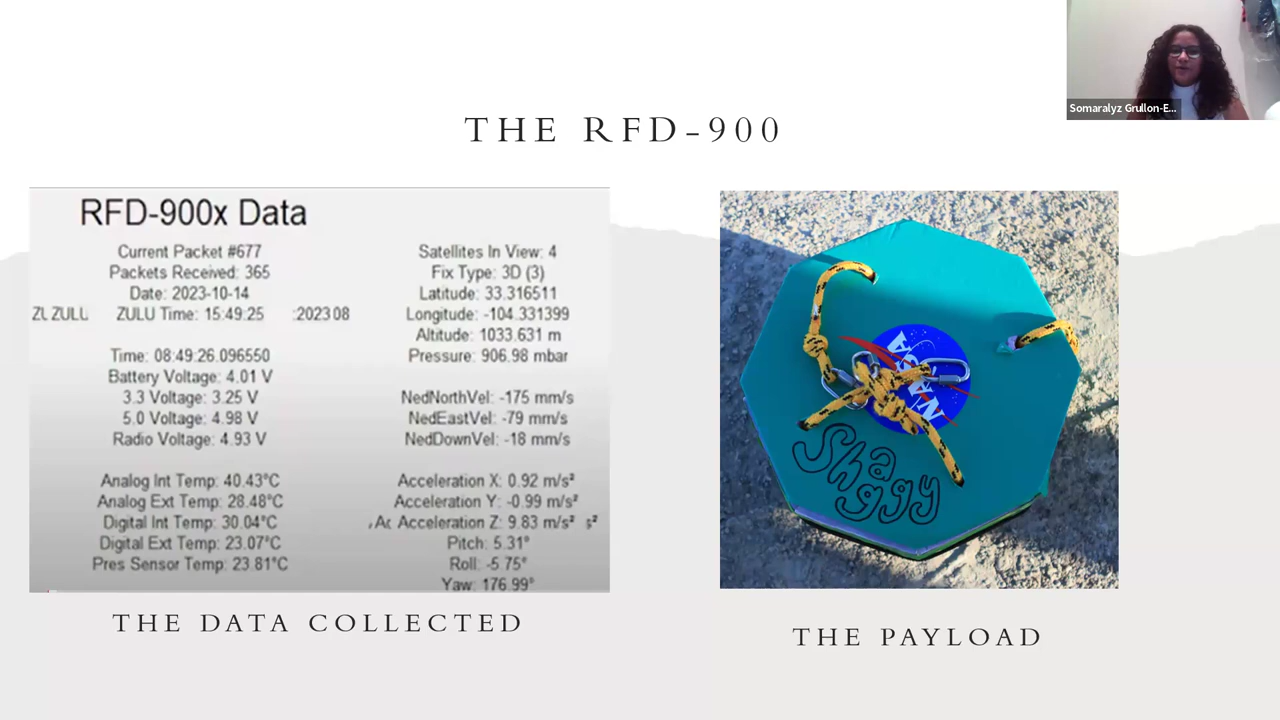 Somaralyz Grullon-E...
THE RFD-900
RFD-900x Data
Current Packet #677
Packets Received: 365
Date: 2023-10-14
ZL ZULU ZULU Time: 15:49:25 :2023 08
Time: 08:49:26.096550
Battery Voltage: 4.01 V
3.3 Voltage: 3.25 V
5.0 Voltage: 4.98 V
Radio Voltage: 4.93 V
Analog Int Temp: 40.43°C
Analog Ext Temp: 28.48°C
Digital Int Temp: 30.04°C
Digital Ext Temp: 23.07°C
Pres Sensor Temp: 23.81°C
Satellites In View: 4
Fix Type: 3D (3)
Latitude: 33.316511
Longitude: -104.331399
Altitude: 1033.631 m
Pressure: 906.98 mbar
NedNorthVel: -175 mm/s
NedEastVel: -79 mm/s
NedDownVel: -18 mm/s
Acceleration X: 0.92 m/s²
Acceleration Y: -0.99 m/s²
Ac Acceleration Z: 9.83 m/s² s²
Pitch: 5.31°
Roll: -5.75°
Yaw: 176.99°
THE DATA COLLECTED
NASA
Shaggy
THE PAYLOAD